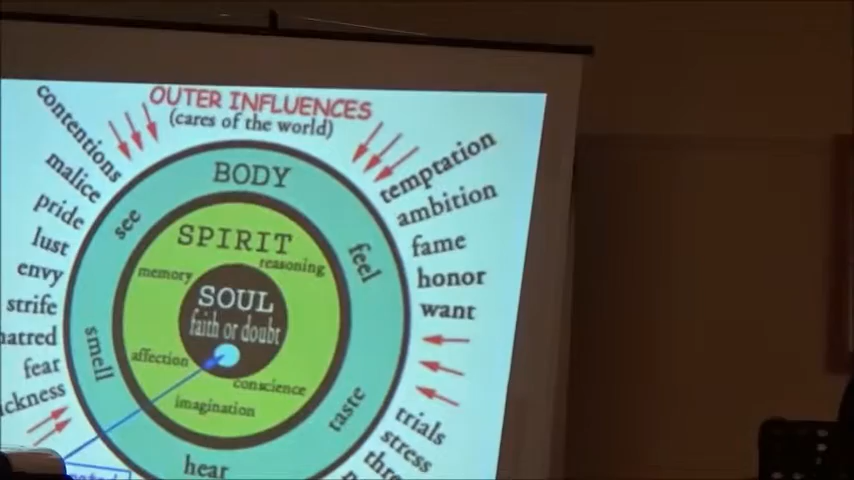 OUTER INFLUENCES
(cares of the world)
contentions
malice
pride
lust
envy
strife
fear
temptation
ambition
fame
honor
want
trials
stress
BODY
see
feel
smell
taste
hear
SPIRIT
memory
reasoning
affection
conscience
imagination
SOUL
faith or doubt